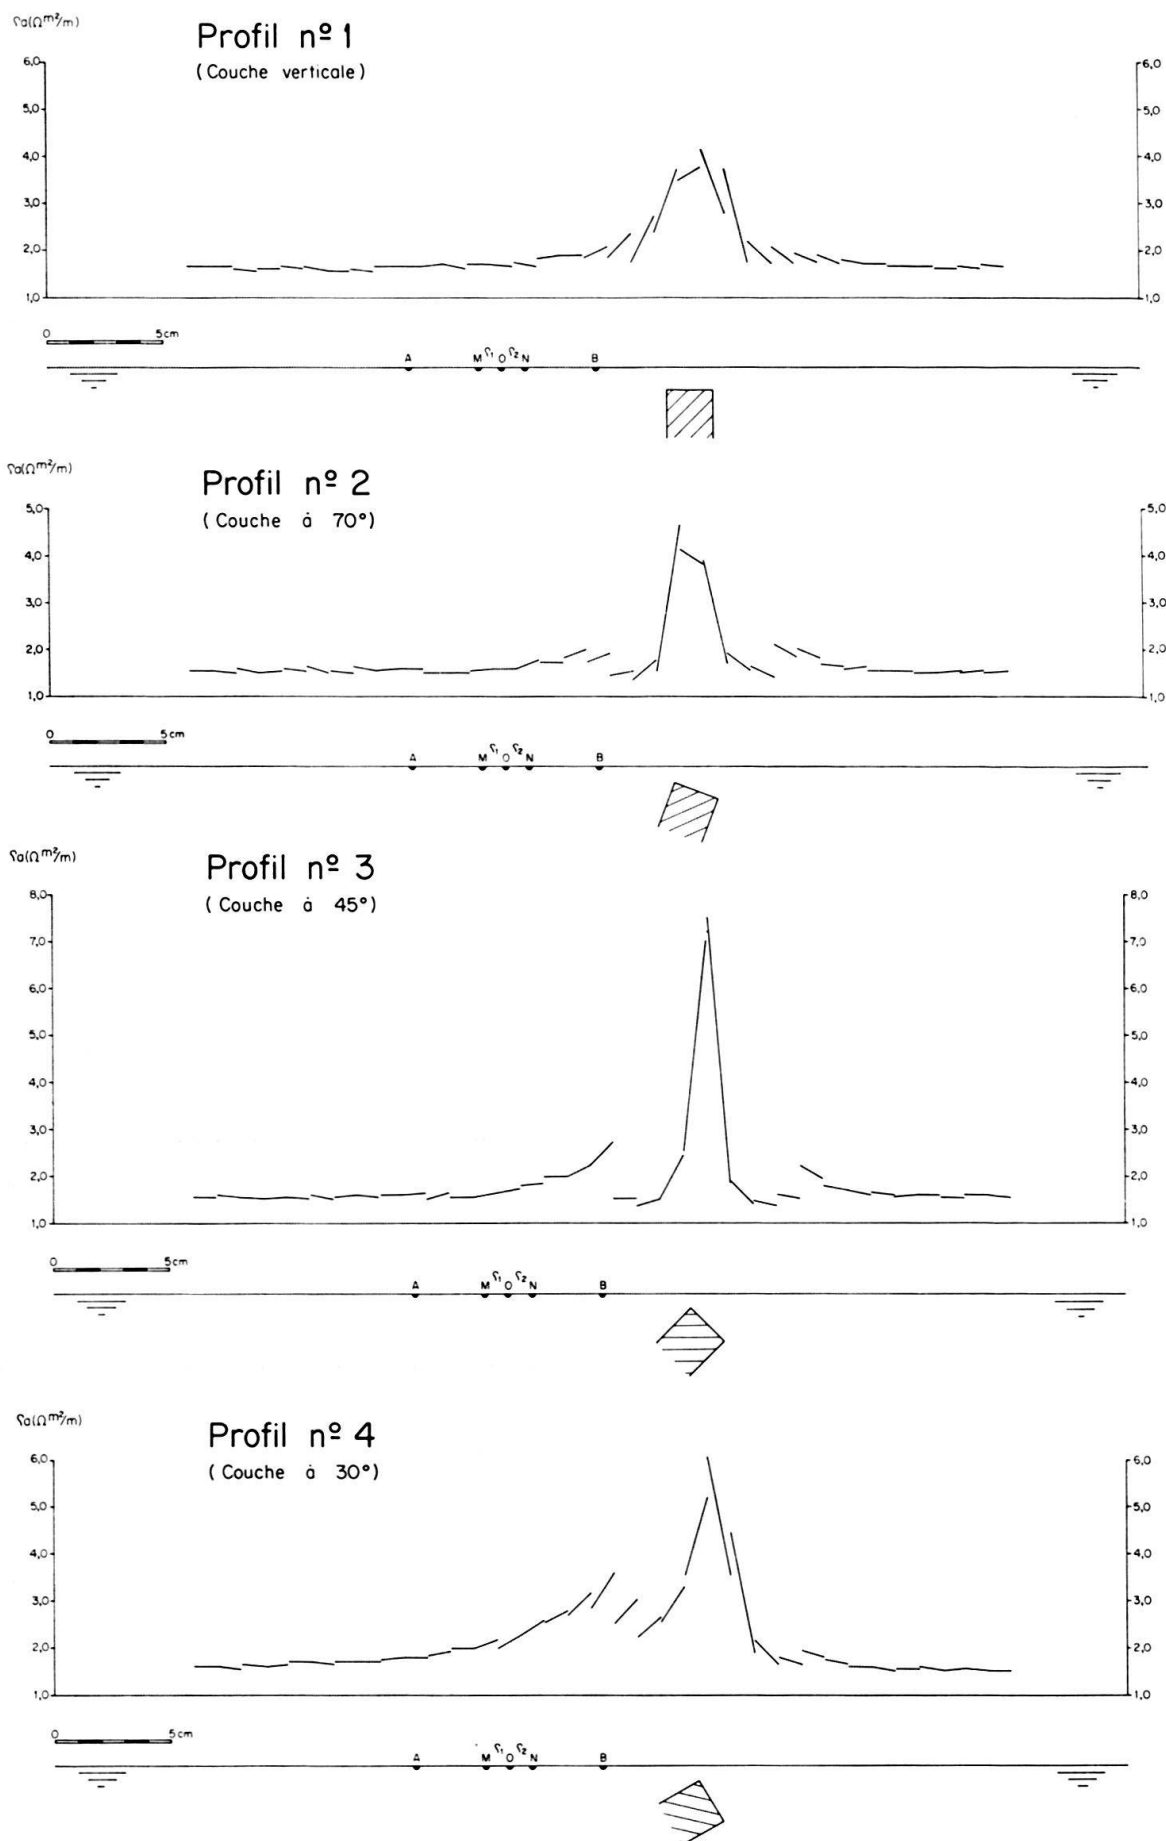 ρa(Ωm²/m)
Profil nº 1
(Couche verticale)
6,0 6,0
5,0 5,0
4,0 4,0
3,0 3,0
2,0 2,0
1,0 1,0
0 5cm
A M ρ₁ O ρ₂ N B
ρa(Ωm²/m)
Profil nº 2
(Couche à 70°)
5,0 5,0
4,0 4,0
3,0 3,0
2,0 2,0
1,0 1,0
0 5cm
A M ρ₁ O ρ₂ N B
ρa(Ωm²/m)
Profil nº 3
(Couche à 45°)
8,0 8,0
7,0 7,0
6,0 6,0
5,0 5,0
4,0 4,0
3,0 3,0
2,0 2,0
1,0 1,0
0 5cm
A M ρ₁ O ρ₂ N B
ρa(Ωm²/m)
Profil nº 4
(Couche à 30°)
6,0 6,0
5,0 5,0
4,0 4,0
3,0 3,0
2,0 2,0
1,0 1,0
0 5cm
A M ρ₁ O ρ₂ N B